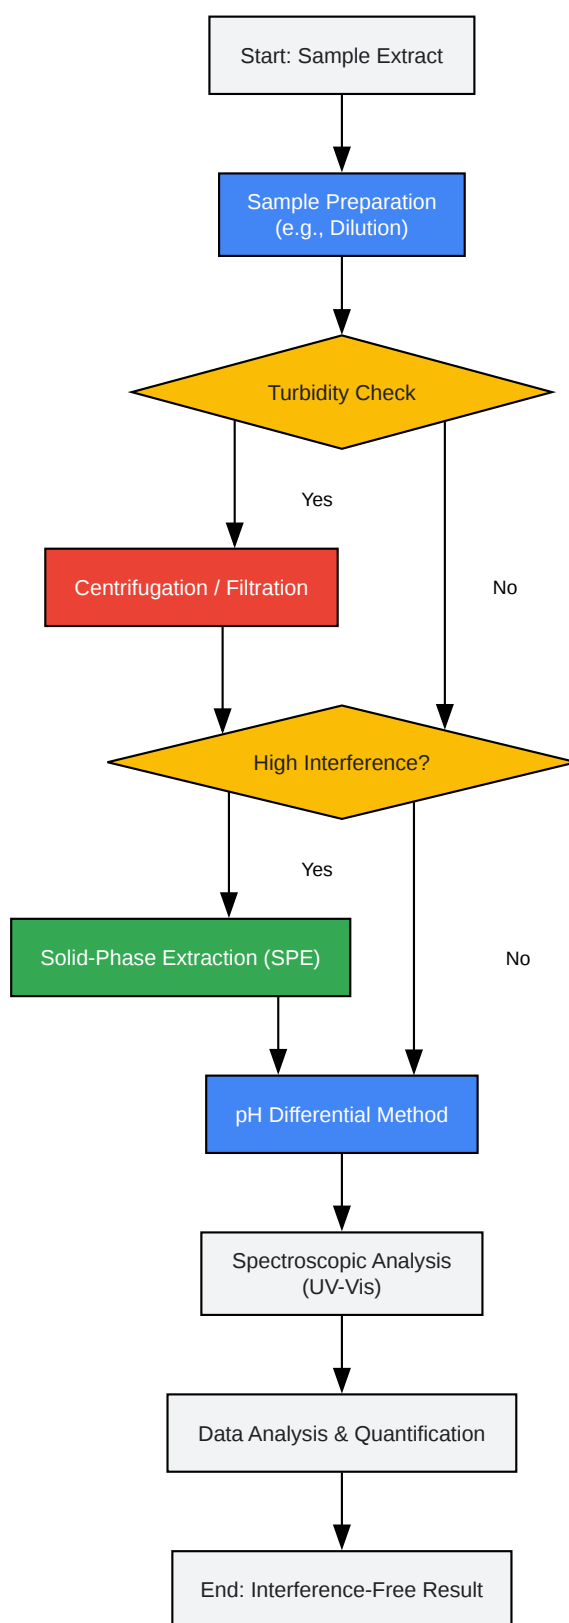 Start: Sample Extract
Sample Preparation
(e.g., Dilution)
Turbidity Check
Yes
Centrifugation / Filtration
No
High Interference?
Yes
Solid-Phase Extraction (SPE)
No
pH Differential Method
Spectroscopic Analysis
(UV-Vis)
Data Analysis & Quantification
End: Interference-Free Result